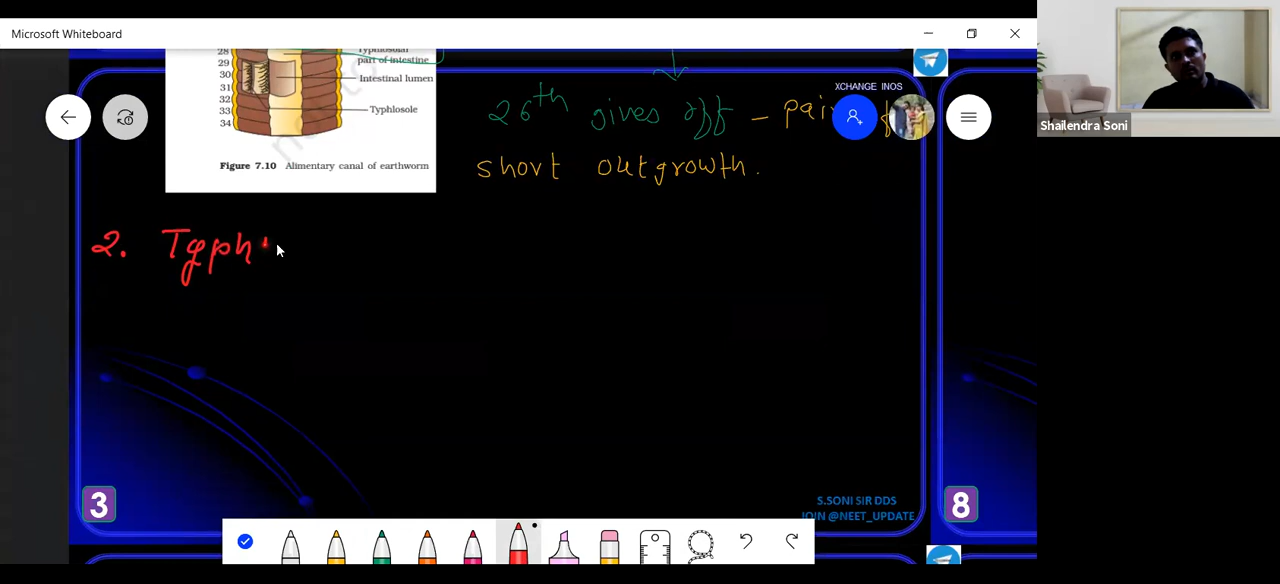 Microsoft Whiteboard
28
29
30
31
32
33
34
part of intestine
Intestinal lumen
Typhlosole
Figure 7.10 Alimentary canal of earthworm
26th gives off – pair
short outgrowth.
2. Typh
XCHANGE INOS
Shailendra Soni
3
S.SONI SIR DDS
JOIN @NEET_UPDATE
8